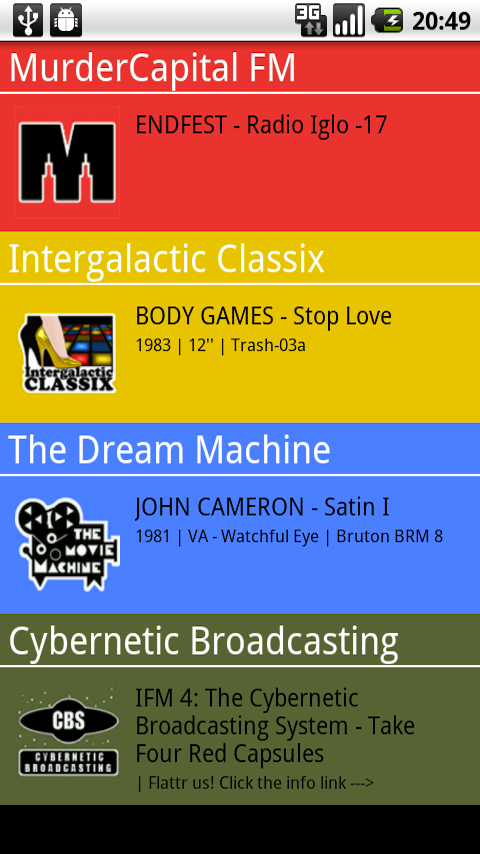 3G 20:49
MurderCapital FM
M
ENDFEST - Radio Iglo -17
Intergalactic Classix
BODY GAMES - Stop Love
1983 | 12'' | Trash-03a
Intergalactic
CLASSIX
The Dream Machine
JOHN CAMERON - Satin I
1981 | VA - Watchful Eye | Bruton BRM 8
THE
MOVIE
MACHINE
Cybernetic Broadcasting
IFM 4: The Cybernetic
Broadcasting System - Take
Four Red Capsules
| Flattr us! Click the info link --->
CBS
CYBERNETIC
BROADCASTING